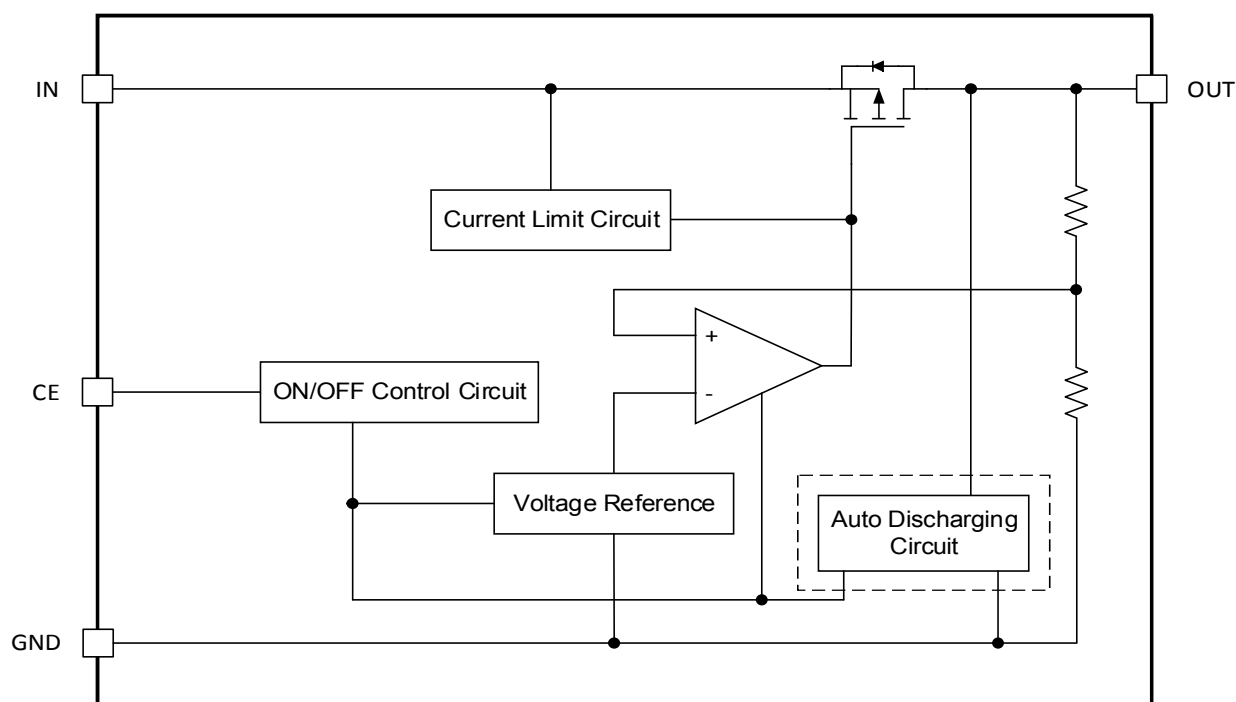 IN
OUT
Current Limit Circuit
+
-
CE
ON/OFF Control Circuit
Voltage Reference
Auto Discharging
Circuit
GND